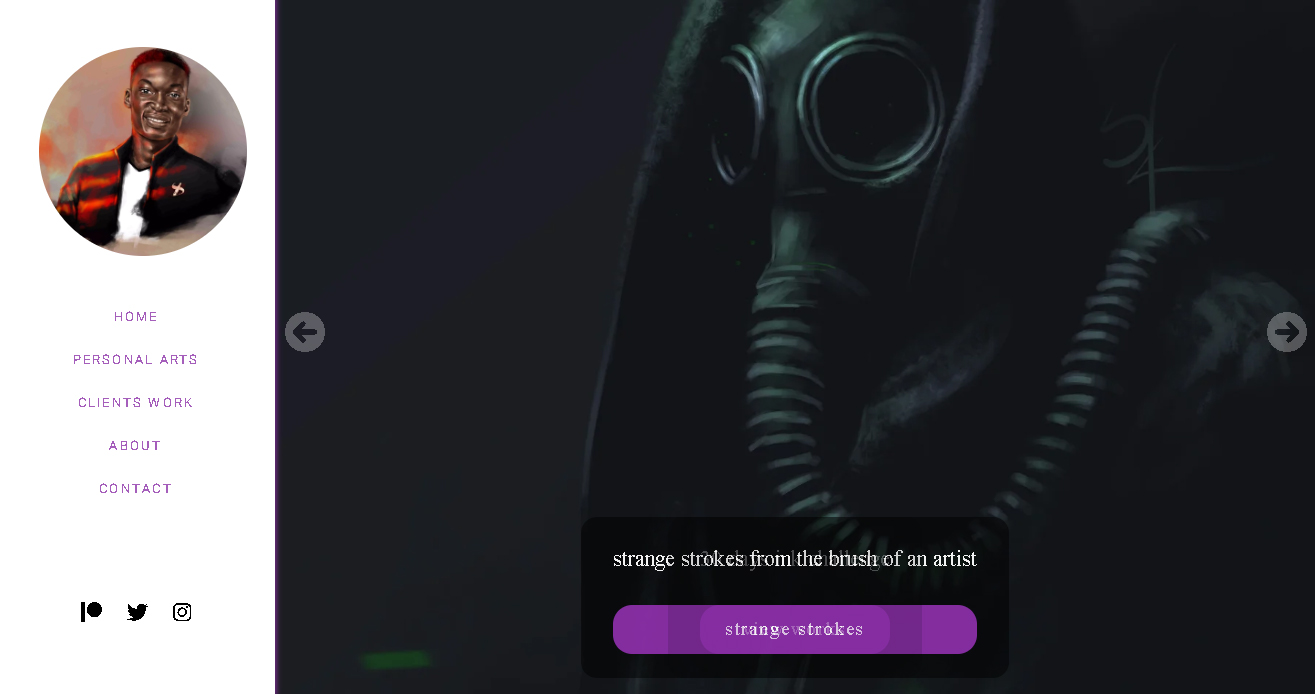 HOME
PERSONAL ARTS
CLIENTS WORK
ABOUT
CONTACT
strange strokes from the brush of an artist
strange strokes